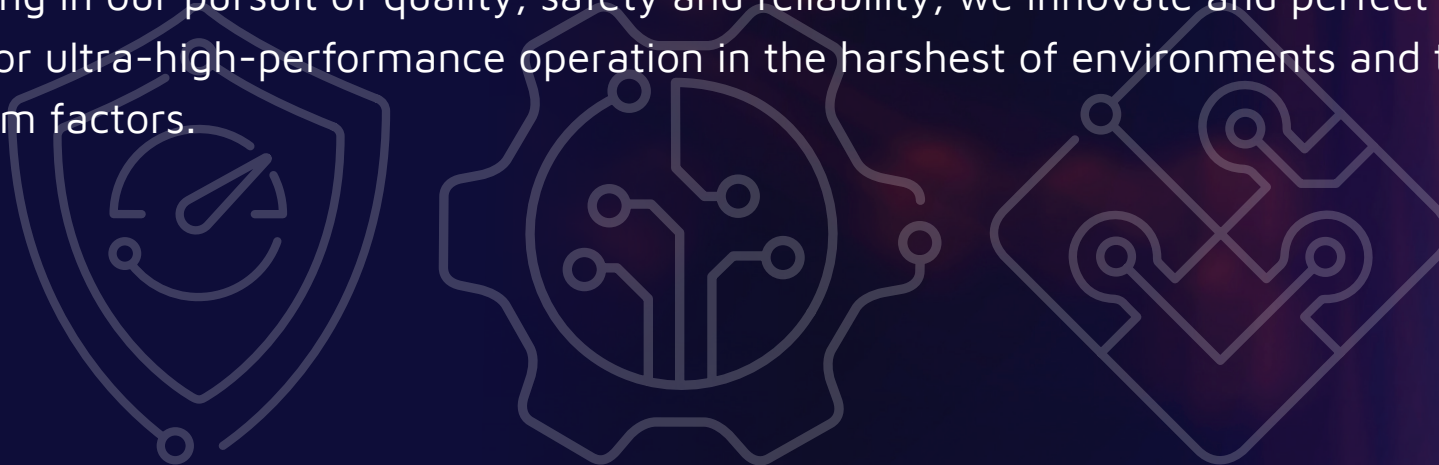 ng in our pursuit of quality, safety and reliability, we innovate and perfect
or ultra-high-performance operation in the harshest of environments and t
m factors.